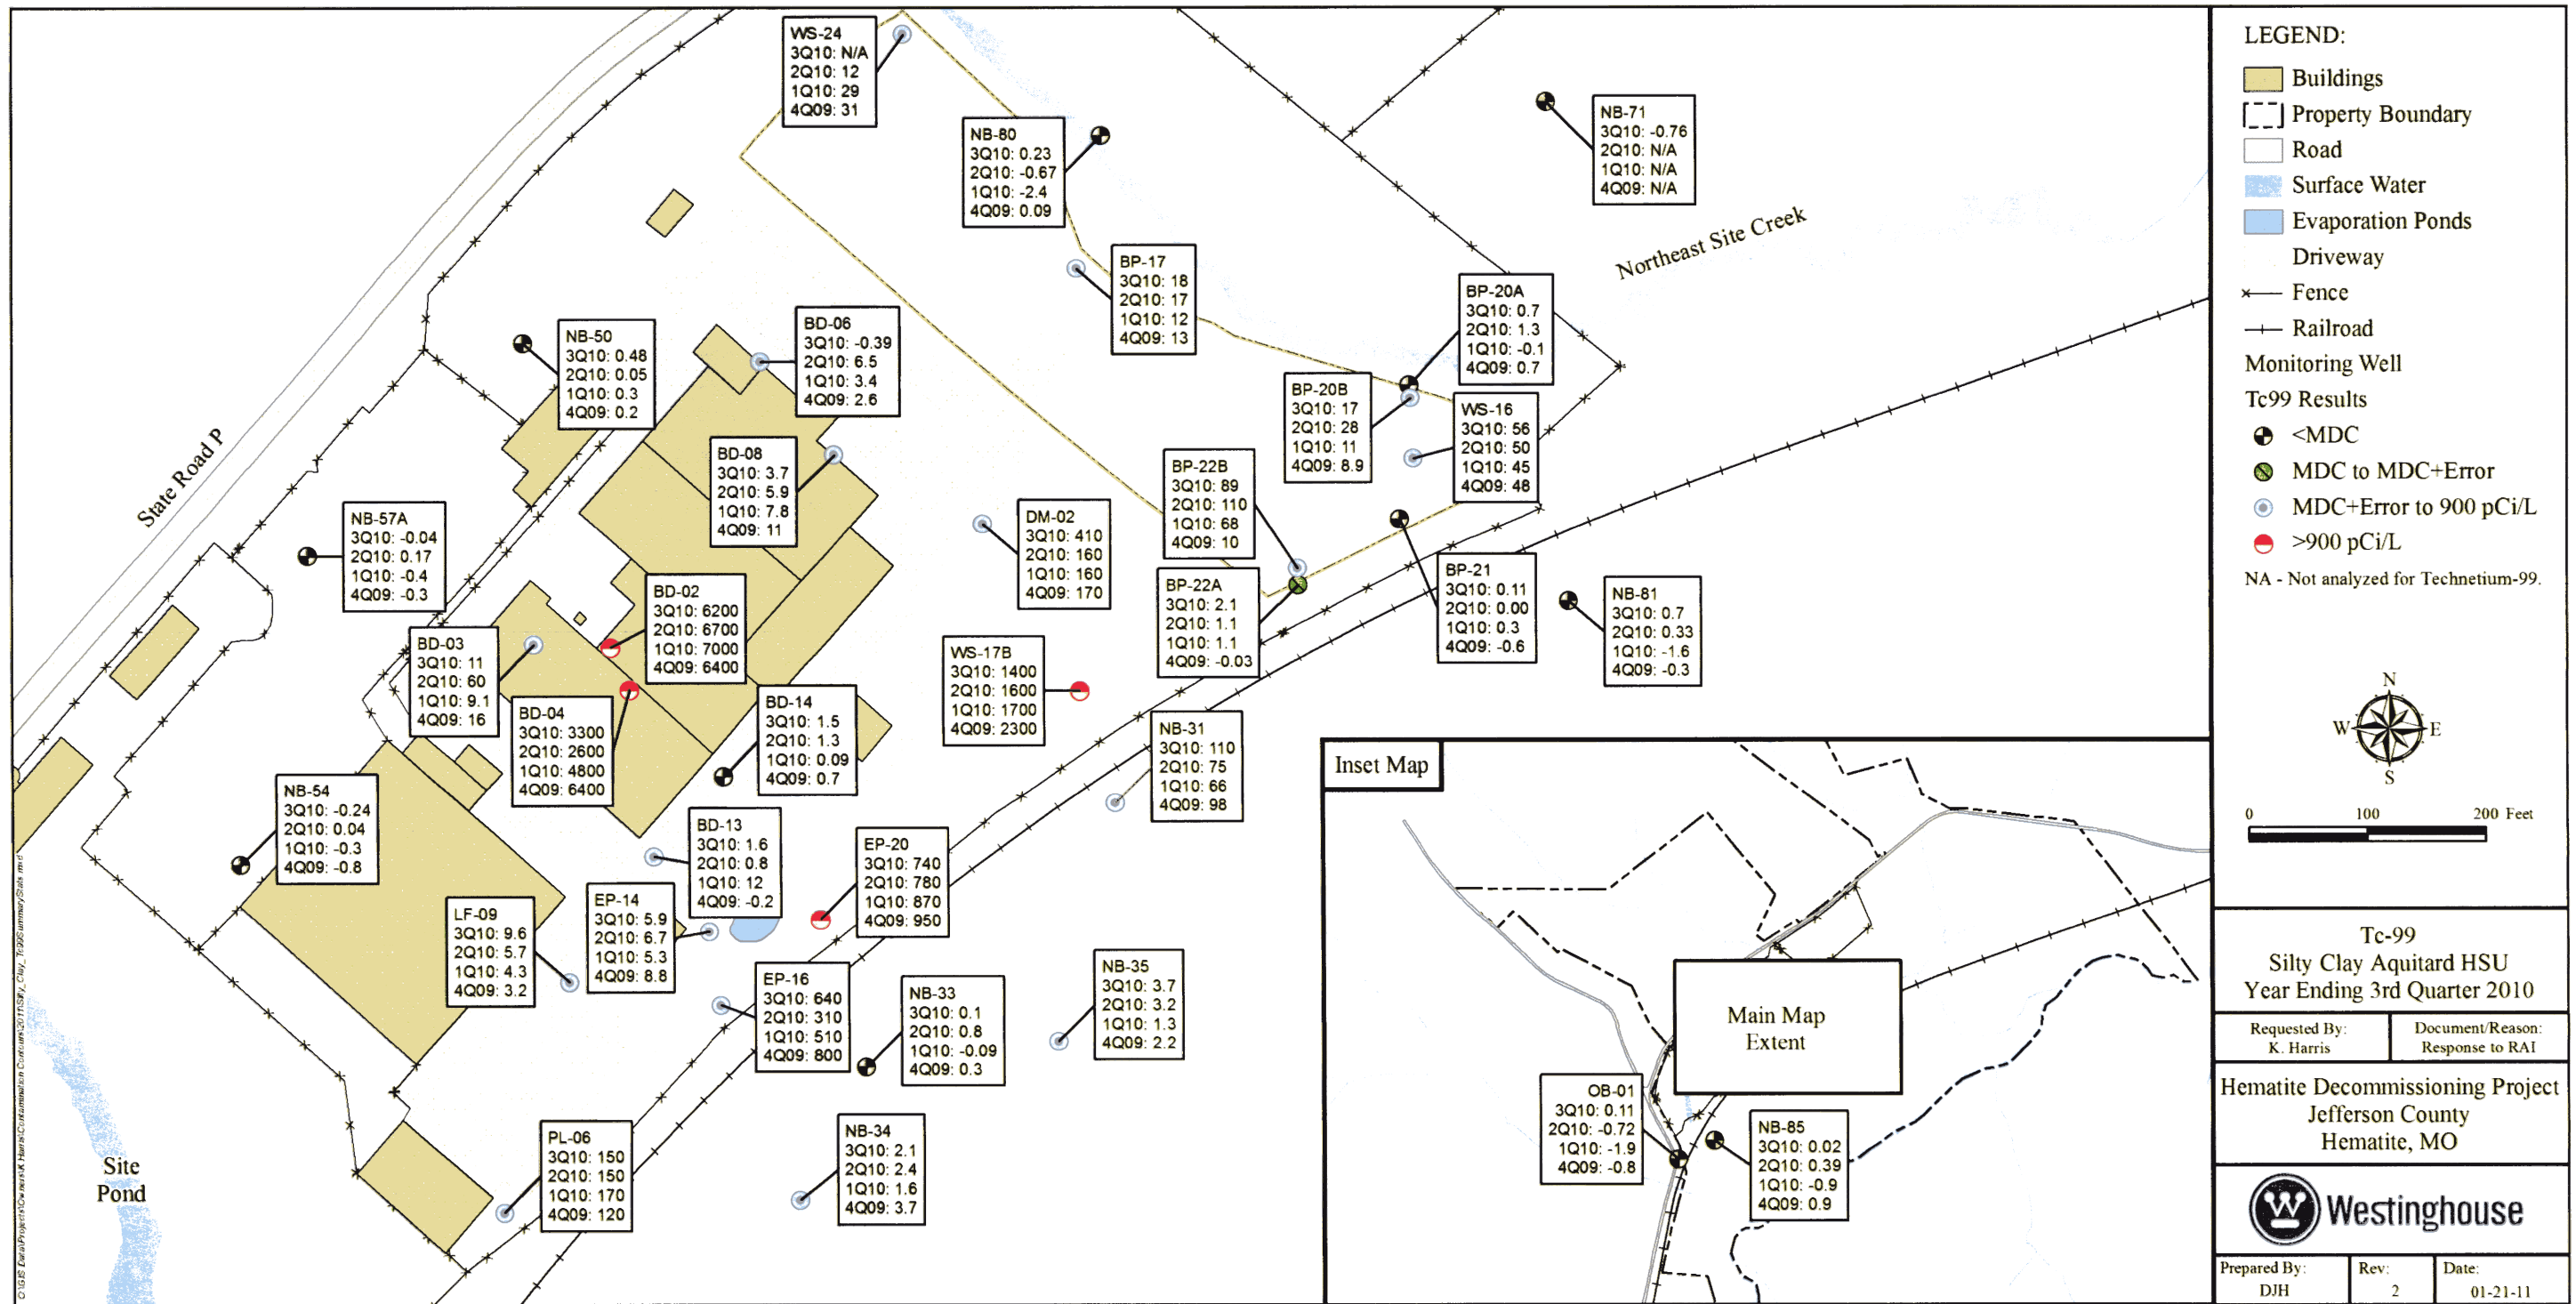 WS-24
3Q10: N/A
2Q10: 12
1Q10: 29
4Q09: 31
NB-80
3Q10: 0.23
2Q10: -0.67
1Q10: -2.4
4Q09: 0.09
NB-71
3Q10: -0.76
2Q10: N/A
1Q10: N/A
4Q09: N/A
Northeast Site Creek
BP-17
3Q10: 18
2Q10: 17
1Q10: 12
4Q09: 13
BP-20A
3Q10: 0.7
2Q10: 1.3
1Q10: -0.1
4Q09: 0.7
NB-50
3Q10: 0.48
2Q10: 0.05
1Q10: 0.3
4Q09: 0.2
BD-06
3Q10: -0.39
2Q10: 6.5
1Q10: 3.4
4Q09: 2.6
BP-20B
3Q10: 17
2Q10: 28
1Q10: 11
4Q09: 8.9
WS-16
3Q10: 56
2Q10: 50
1Q10: 45
4Q09: 48
State Road P
BD-08
3Q10: 3.7
2Q10: 5.9
1Q10: 7.8
4Q09: 11
BP-22B
3Q10: 89
2Q10: 110
1Q10: 68
4Q09: 10
NB-57A
3Q10: -0.04
2Q10: 0.17
1Q10: -0.4
4Q09: -0.3
DM-02
3Q10: 410
2Q10: 160
1Q10: 160
4Q09: 170
BP-22A
3Q10: 2.1
2Q10: 1.1
1Q10: 1.1
4Q09: -0.03
BP-21
3Q10: 0.11
2Q10: 0.00
1Q10: 0.3
4Q09: -0.6
NB-81
3Q10: 0.7
2Q10: 0.33
1Q10: -1.6
4Q09: -0.3
BD-02
3Q10: 6200
2Q10: 6700
1Q10: 7000
4Q09: 6400
BD-03
3Q10: 11
2Q10: 60
1Q10: 9.1
4Q09: 16
WS-17B
3Q10: 1400
2Q10: 1600
1Q10: 1700
4Q09: 2300
BD-04
3Q10: 3300
2Q10: 2600
1Q10: 4800
4Q09: 6400
BD-14
3Q10: 1.5
2Q10: 1.3
1Q10: 0.09
4Q09: 0.7
NB-31
3Q10: 110
2Q10: 75
1Q10: 66
4Q09: 98
NB-54
3Q10: -0.24
2Q10: 0.04
1Q10: -0.3
4Q09: -0.8
BD-13
3Q10: 1.6
2Q10: 0.8
1Q10: 12
4Q09: -0.2
EP-20
3Q10: 740
2Q10: 780
1Q10: 870
4Q09: 950
LF-09
3Q10: 9.6
2Q10: 5.7
1Q10: 4.3
4Q09: 3.2
EP-14
3Q10: 5.9
2Q10: 6.7
1Q10: 5.3
4Q09: 8.8
EP-16
3Q10: 640
2Q10: 310
1Q10: 510
4Q09: 800
NB-33
3Q10: 0.1
2Q10: 0.8
1Q10: -0.09
4Q09: 0.3
NB-35
3Q10: 3.7
2Q10: 3.2
1Q10: 1.3
4Q09: 2.2
PL-06
3Q10: 150
2Q10: 150
1Q10: 170
4Q09: 120
NB-34
3Q10: 2.1
2Q10: 2.4
1Q10: 1.6
4Q09: 3.7
Site
Pond
Inset Map
Main Map
Extent
OB-01
3Q10: 0.11
2Q10: -0.72
1Q10: -1.9
4Q09: -0.8
NB-85
3Q10: 0.02
2Q10: 0.39
1Q10: -0.9
4Q09: 0.9
LEGEND:
Buildings
Property Boundary
Road
Surface Water
Evaporation Ponds
Driveway
Fence
Railroad
Monitoring Well
Tc99 Results
<MDC
MDC to MDC+Error
MDC+Error to 900 pCi/L
>900 pCi/L
NA - Not analyzed for Technetium-99.
N
W E
S
0 100 200 Feet
Tc-99
Silty Clay Aquitard HSU
Year Ending 3rd Quarter 2010
Requested By:
K. Harris
Document/Reason:
Response to RAI
Hematite Decommissioning Project
Jefferson County
Hematite, MO
W
Westinghouse
Prepared By:
DJH
Rev:
2
Date:
01-21-11